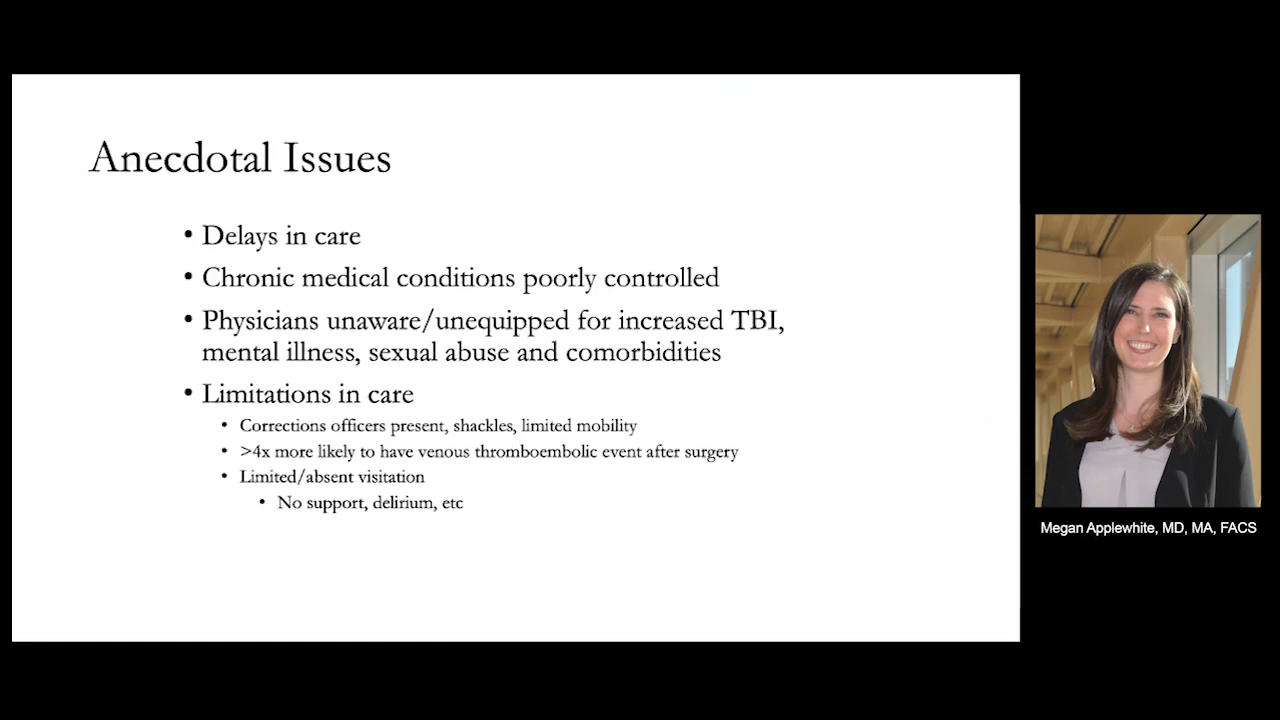 Anecdotal Issues
• Delays in care
• Chronic medical conditions poorly controlled
• Physicians unaware/unequipped for increased TBI,
mental illness, sexual abuse and comorbidities
• Limitations in care
• Corrections officers present, shackles, limited mobility
• >4x more likely to have venous thromboembolic event after surgery
• Limited/absent visitation
• No support, delirium, etc
Megan Applewhite, MD, MA, FACS